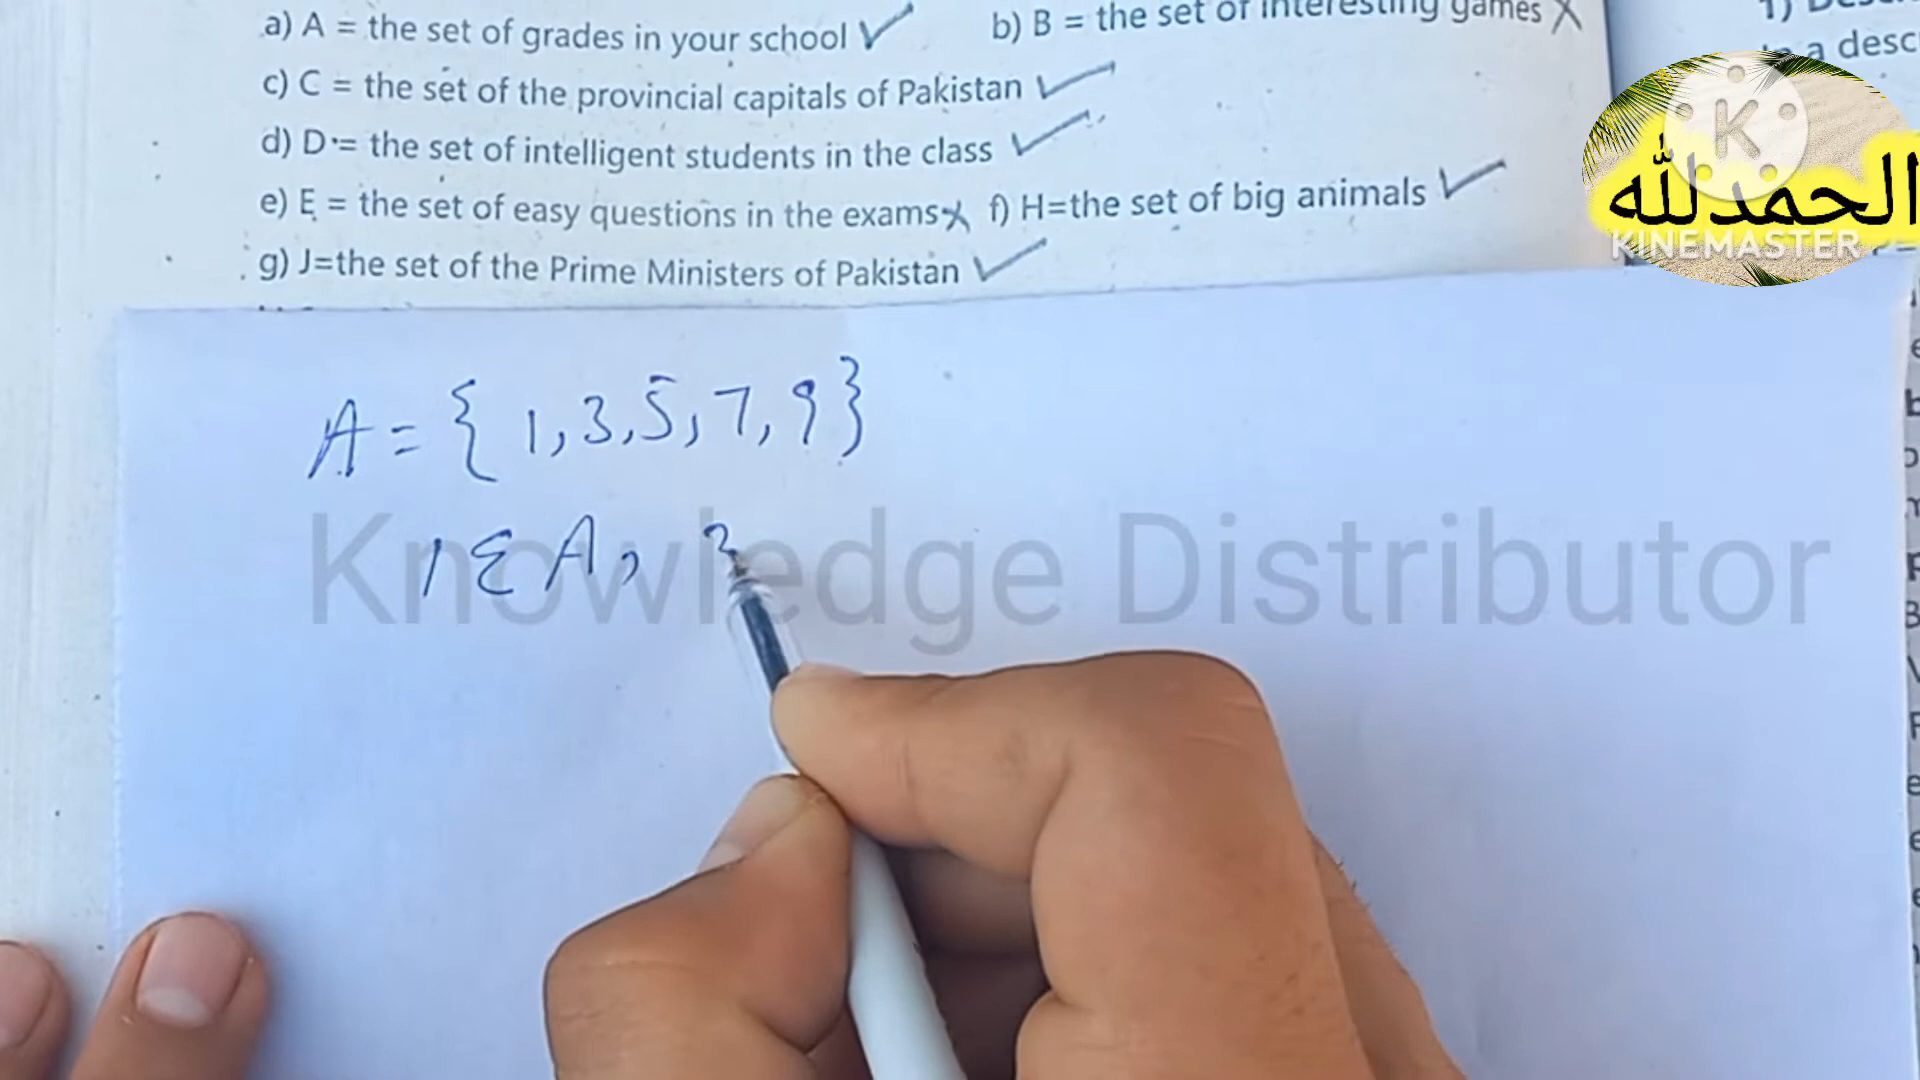 a) A = the set of grades in your school ✓ b) B = the set of interesting games X
c) C = the set of the provincial capitals of Pakistan ✓
d) D = the set of intelligent students in the class ✓
e) E = the set of easy questions in the exams X f) H=the set of big animals ✓
g) J=the set of the Prime Ministers of Pakistan ✓
A = { 1, 3, 5, 7, 9 }
1 ∈ A, 3
Knowledge Distributor
1)
a desc
K
الحمدلله
KINEMASTER